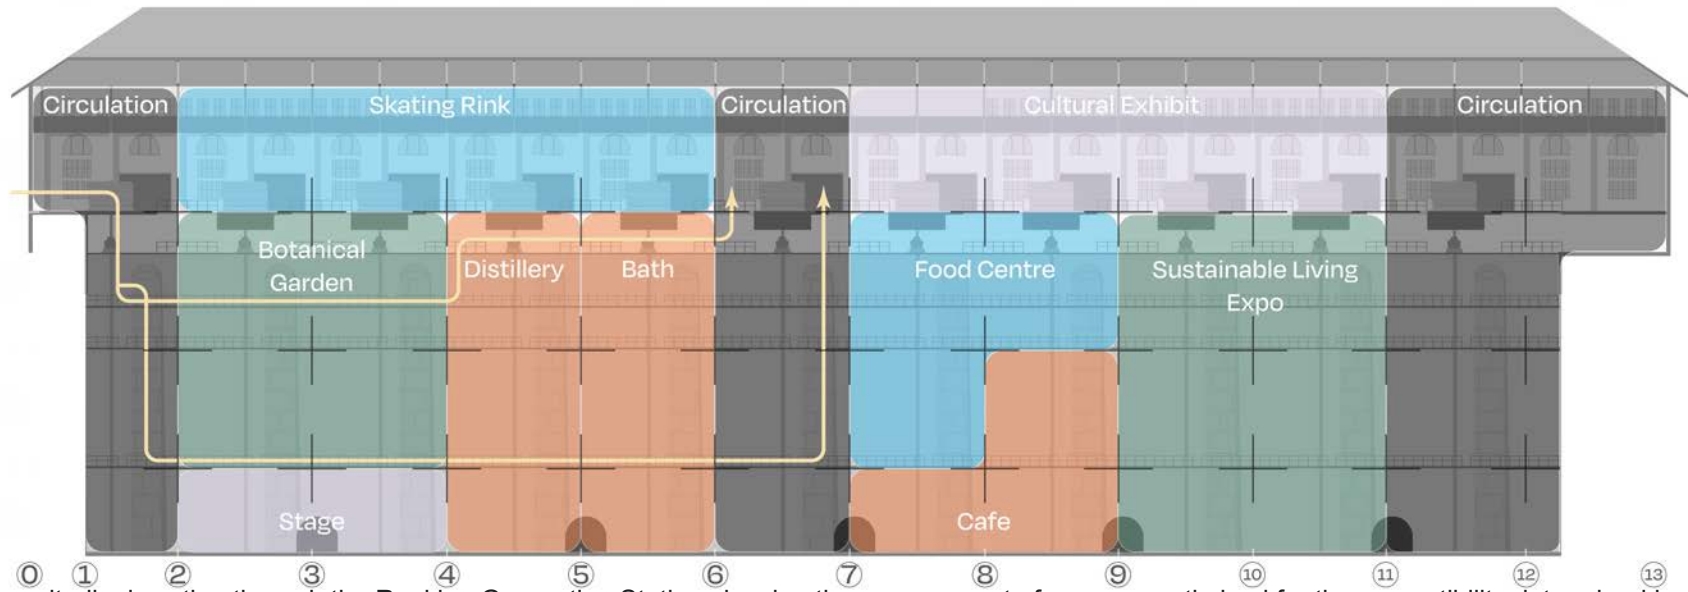 Circulation Skating Rink Circulation Cultural Exhibit Circulation
Botanical
Garden
Distillery Bath Food Centre Sustainable Living
Expo
Stage Cafe
0 1 2 3 4 5 6 7 8 9 10 11 12 13